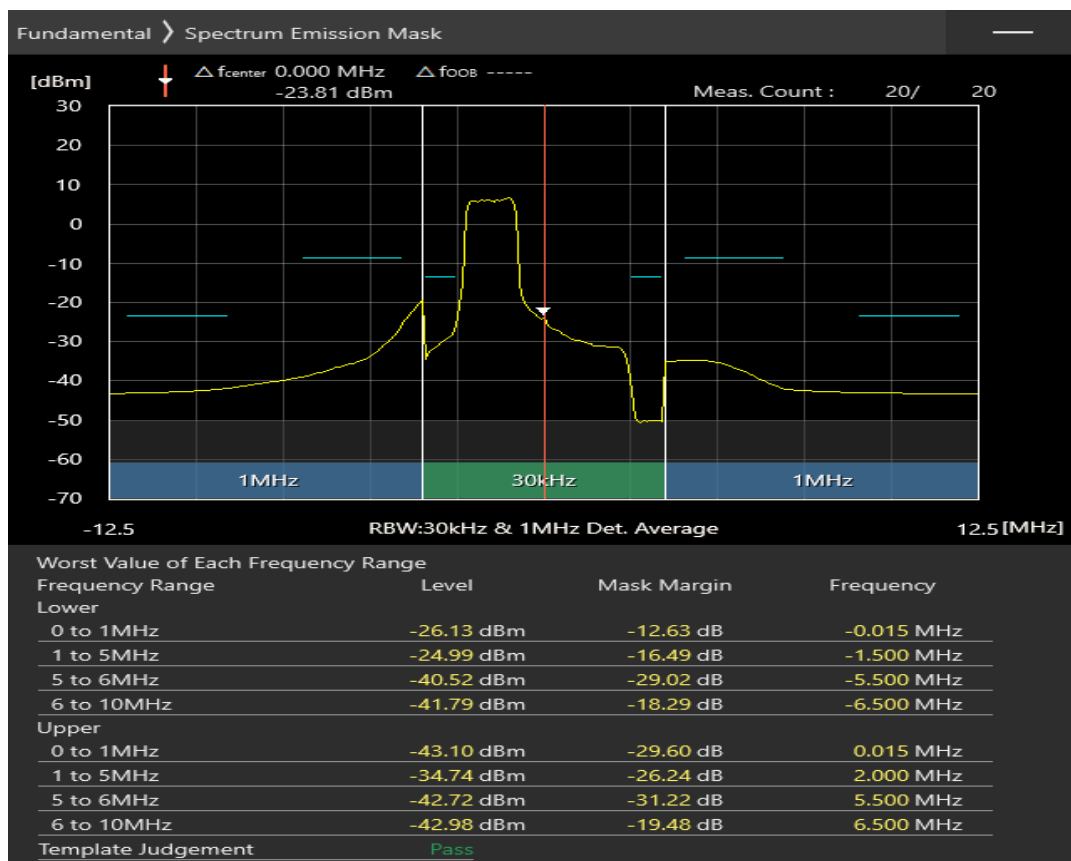 Fundamental ❯ Spectrum Emission Mask
[dBm] △ fcenter 0.000 MHz △ fOOB -----
-23.81 dBm Meas. Count : 20/ 20
30
20
10
0
-10
-20
-30
-40
-50
-60
1MHz 30kHz 1MHz
-70
-12.5 RBW:30kHz & 1MHz Det. Average 12.5 [MHz]
Worst Value of Each Frequency Range
Frequency Range Level Mask Margin Frequency
Lower
0 to 1MHz -26.13 dBm -12.63 dB -0.015 MHz
1 to 5MHz -24.99 dBm -16.49 dB -1.500 MHz
5 to 6MHz -40.52 dBm -29.02 dB -5.500 MHz
6 to 10MHz -41.79 dBm -18.29 dB -6.500 MHz
Upper
0 to 1MHz -43.10 dBm -29.60 dB 0.015 MHz
1 to 5MHz -34.74 dBm -26.24 dB 2.000 MHz
5 to 6MHz -42.72 dBm -31.22 dB 5.500 MHz
6 to 10MHz -42.98 dBm -19.48 dB 6.500 MHz
Template Judgement Pass